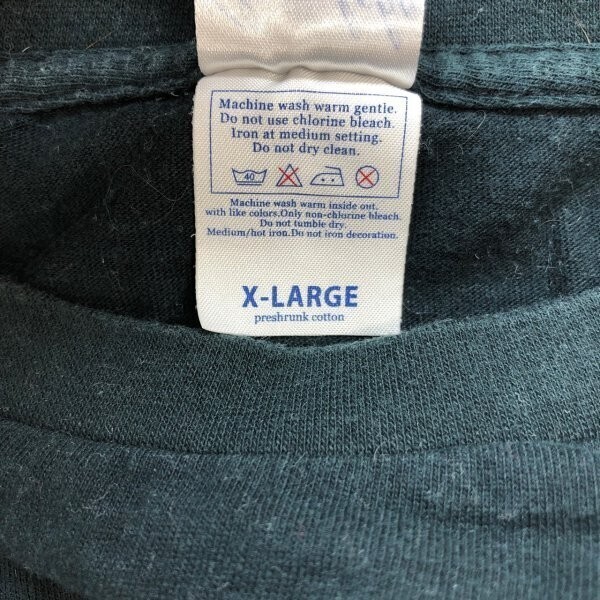 Machine wash warm gentle.
Do not use chlorine bleach.
Iron at medium setting.
Do not dry clean.
40
Machine wash warm inside out.
with like colors.Only non-chlorine bleach.
Do not tumble dry.
Medium/hot iron.Do not iron decoration.
X-LARGE
preshrunk cotton